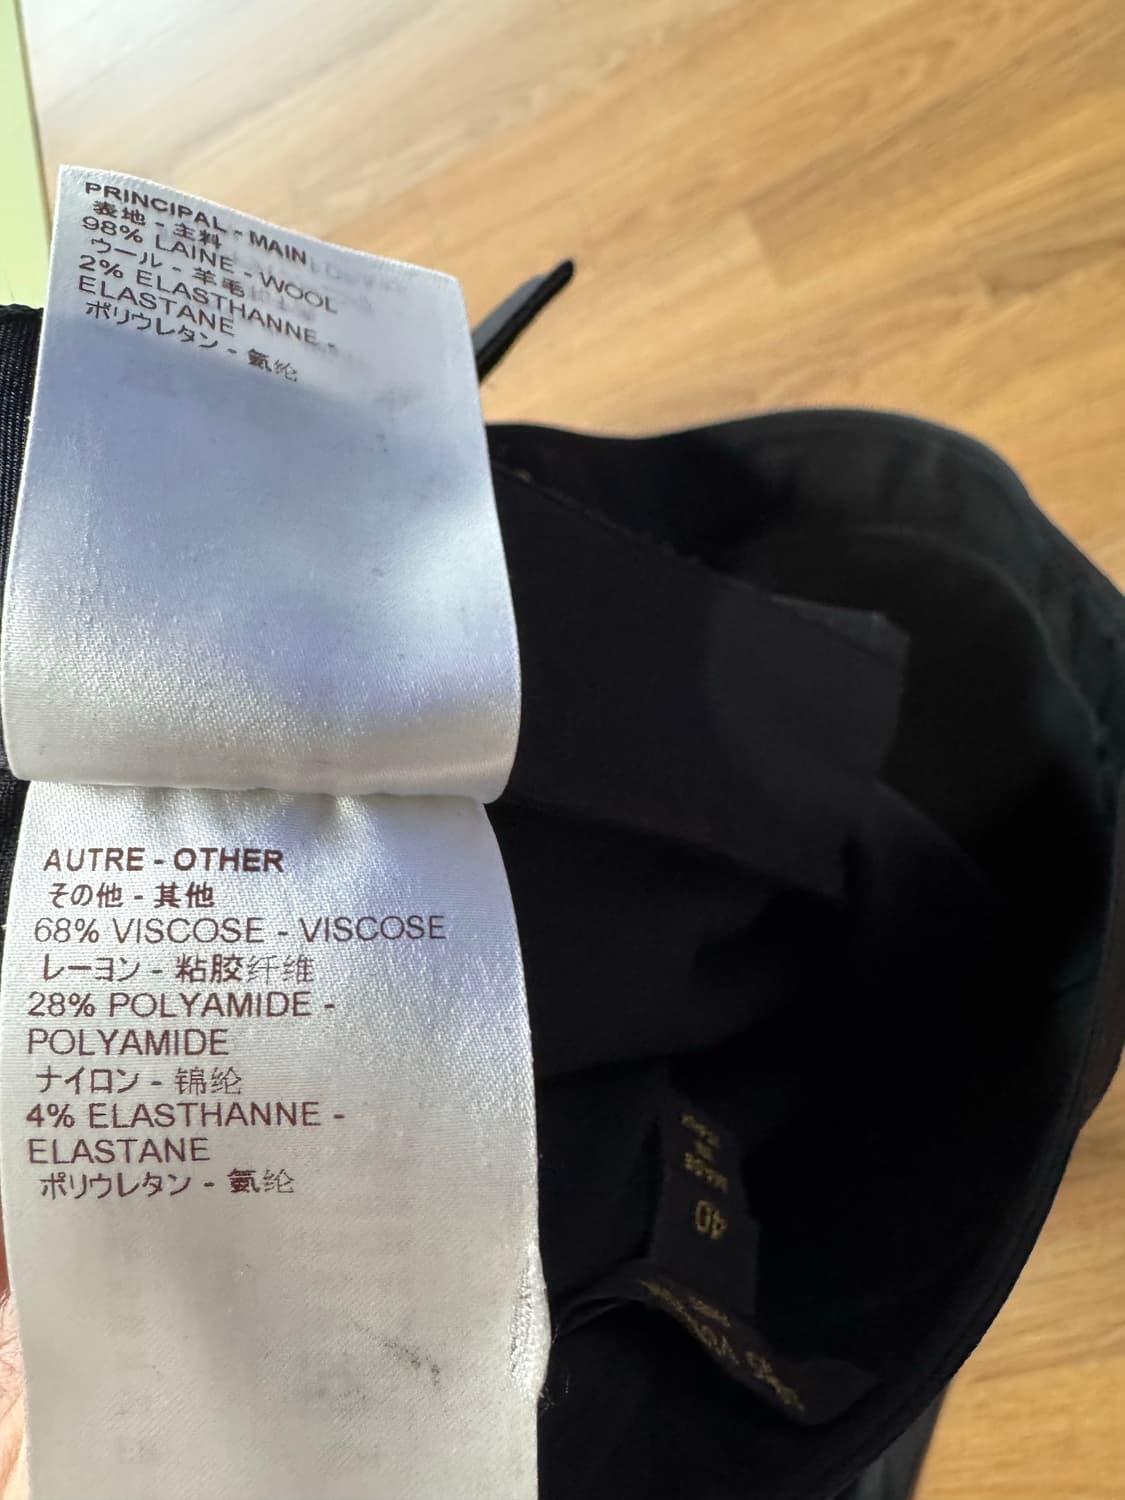 PRINCIPAL - MAIN
表地 - 主料
98% LAINE - WOOL
ウール - 羊毛
2% ELASTHANNE -
ELASTANE
ポリウレタン - 氨纶
AUTRE - OTHER
その他 - 其他
68% VISCOSE - VISCOSE
レーヨン - 粘胶纤维
28% POLYAMIDE -
POLYAMIDE
ナイロン - 锦纶
4% ELASTHANNE -
ELASTANE
ポリウレタン - 氨纶
40
MADE
IN